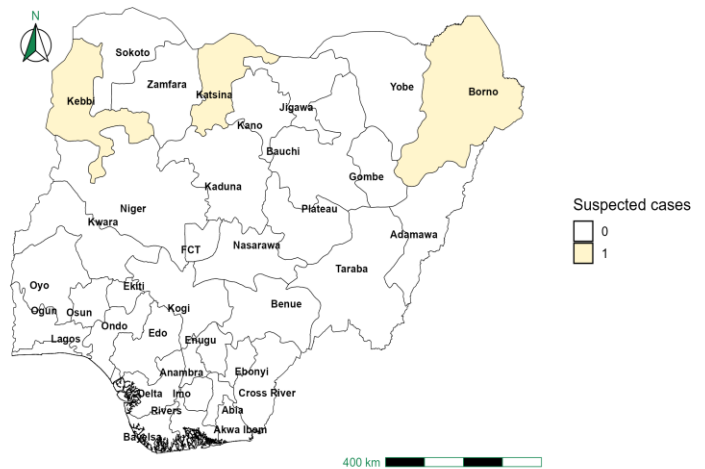 N
Sokoto
Zamfara
Kebbi
Katsina
Yobe
Borno
Jigawa
Kano
Bauchi
Gombe
Kaduna
Niger
Kwara
Plateau
Adamawa
FCT
Nasarawa
Taraba
Suspected cases
0
1
Oyo
Ekiti
Ogun
Osun
Kogi
Benue
Ondo
Edo
Lagos
Enugu
Anambra
Ebonyi
Delta
Imo
Cross River
Rivers
Abia
Bayelsa
Akwa Ibom
400 km